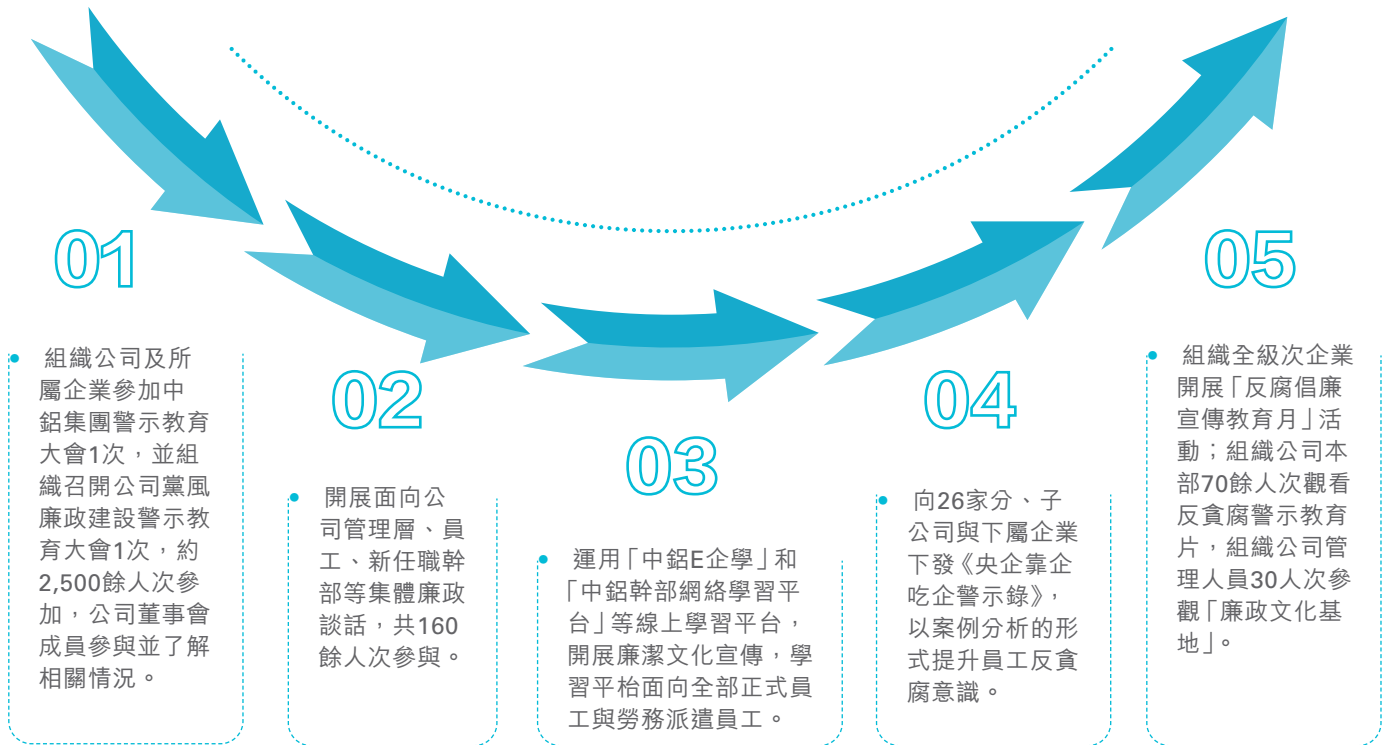 01
組織公司及所
屬企業參加中
鋁集團警示教育
大會1次，並組
織召開公司黨風
廉政建設警示教
育大會1次，約
2,500餘人次參
加，公司董事會
成員參與並了解
相關情況。
02
開展面向公
司管理層、員
工、新任職幹
部等集體廉政
談話，共160
餘人次參與。
03
運用「中鋁E企學」和
「中鋁幹部網絡學習平
台」等線上學習平台，
開展廉潔文化宣傳，學
習平枱面向全部正式員
工與勞務派遣員工。
04
向26家分、子
公司與下屬企業
下發《央企靠企
吃企警示錄》，
以案例分析的形
式提升員工反貪
腐意識。
05
組織全級次企業
開展「反腐倡廉
宣傳教育月」活
動；組織公司本
部70餘人次觀看
反貪腐警示教育
片，組織公司管
理人員30人次參
觀「廉政文化基
地」。